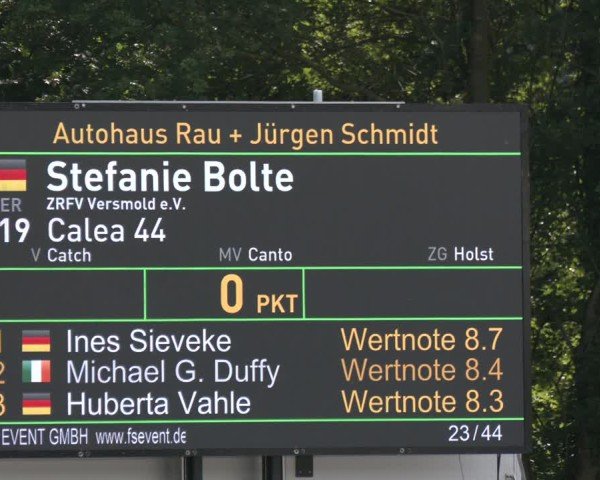 Autohaus Rau + Jürgen Schmidt
Stefanie Bolte
ER ZRFV Versmold e.V.
19 Calea 44
V Catch MV Canto ZG Holst
0 PKT
Ines Sieveke Wertnote 8.7
2 Michael G. Duffy Wertnote 8.4
3 Huberta Vahle Wertnote 8.3
EVENT GMBH www.fsevent.de 23/44